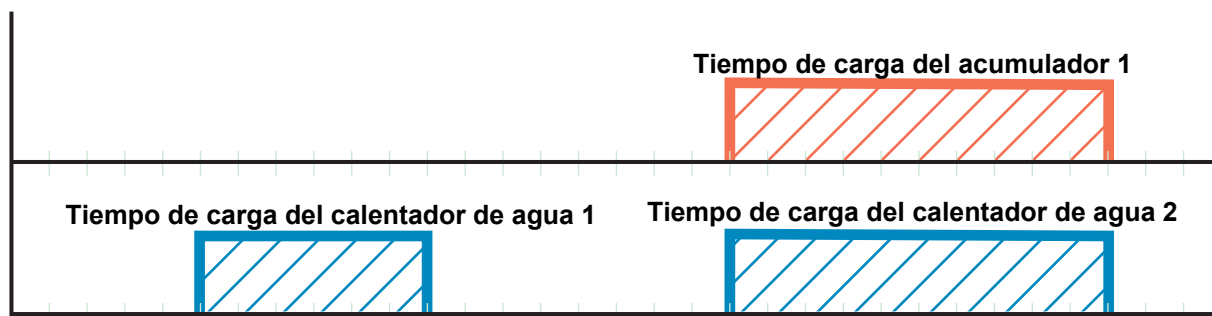 Tiempo de carga del acumulador 1
Tiempo de carga del calentador de agua 1
Tiempo de carga del calentador de agua 2